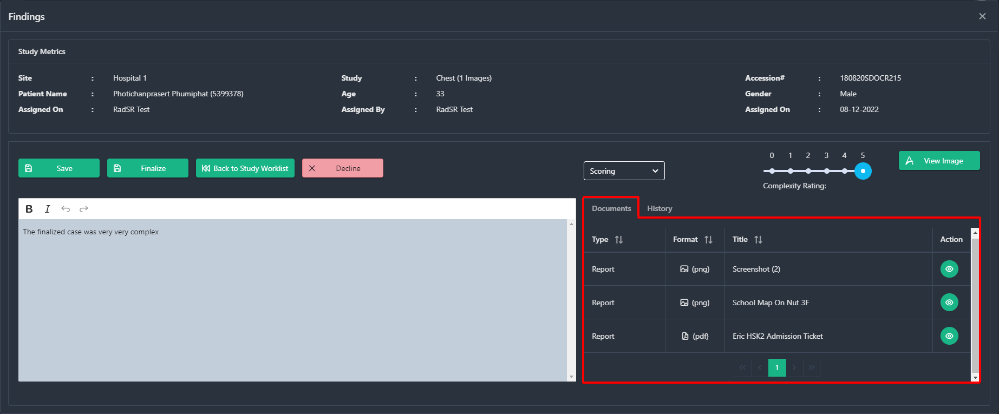 Findings
Study Metrics
Site : Hospital 1 Study : Chest (1 Images) Accession# : 180820SDOCR215
Patient Name : Photichanprasert Phumiphat (5399378) Age : 33 Gender : Male
Assigned On : RadSR Test Assigned By : RadSR Test Assigned On : 08-12-2022
0 1 2 3 4 5
Save Finalize Back to Study Worklist Decline Scoring View Image
Complexity Rating:
B I
Documents History
The finalized case was very very complex
Type Format Title Action
Report (png) Screenshot (2)
Report (png) School Map On Nut 3F
Report (pdf) Eric HSK2 Admission Ticket
1